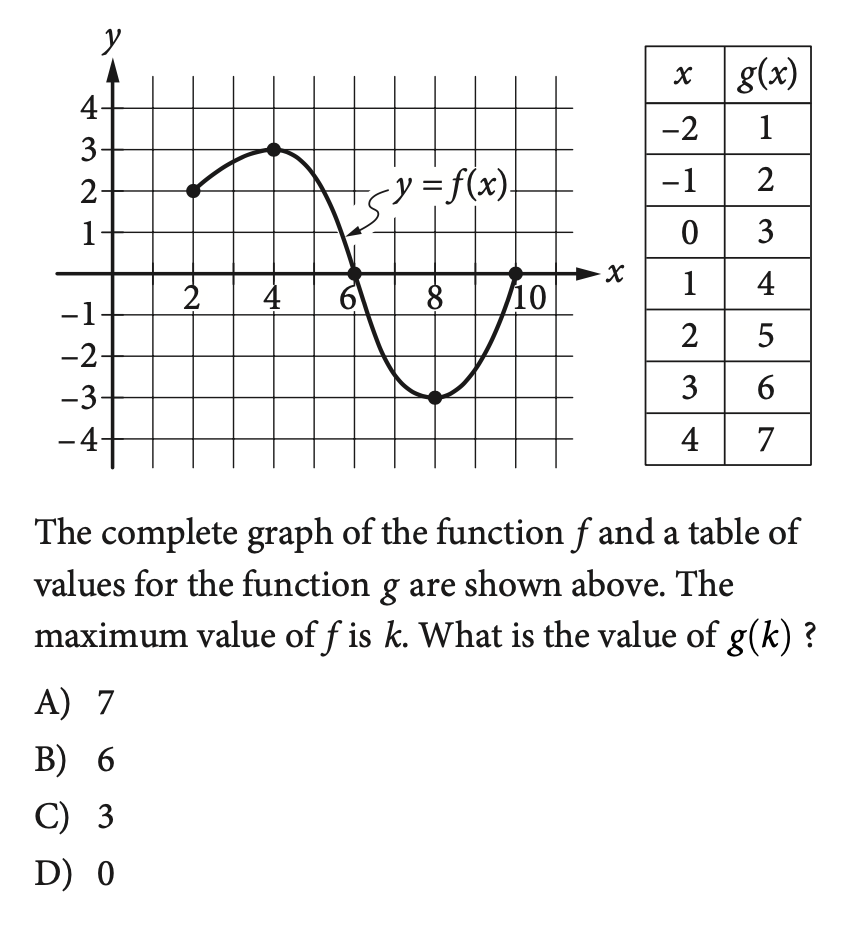 y
4
3
2
1
y = f(x)
x
2 4 6 8 10
−1
−2
−3
−4
x g(x)
−2 1
−1 2
0 3
1 4
2 5
3 6
4 7
The complete graph of the function f and a table of
values for the function g are shown above. The
maximum value of f is k. What is the value of g(k) ?
A) 7
B) 6
C) 3
D) 0